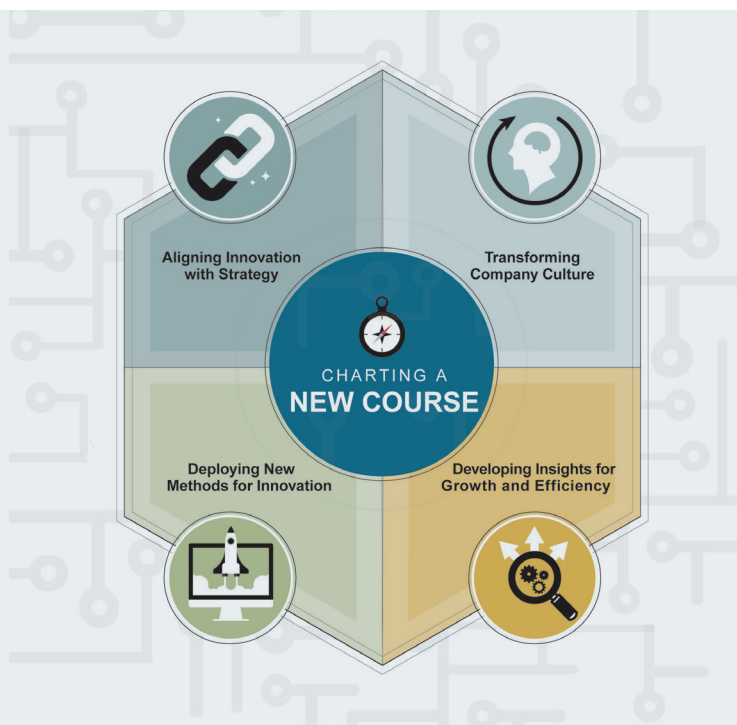 Aligning Innovation
with Strategy
Transforming
Company Culture
CHARTING A
NEW COURSE
Deploying New
Methods for Innovation
Developing Insights for
Growth and Efficiency